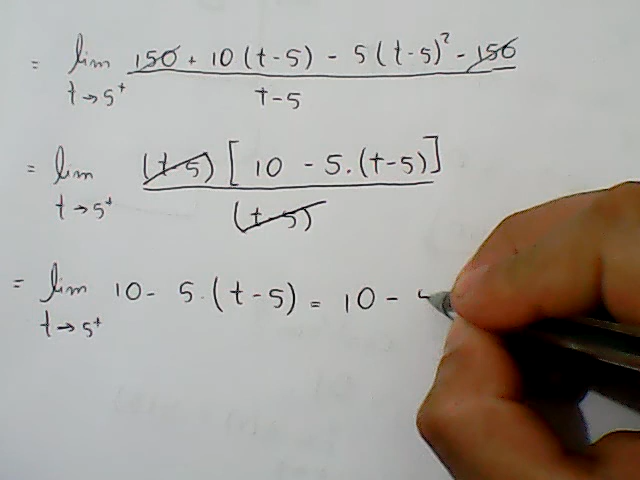 = lim 150 + 10 (t-5) - 5 (t-5)² - 150
t→5⁺ t-5
= lim (t-5) [10 - 5.(t-5)]
t→5⁺ (t-5)
= lim 10 - 5.(t-5) = 10 -
t→5⁺